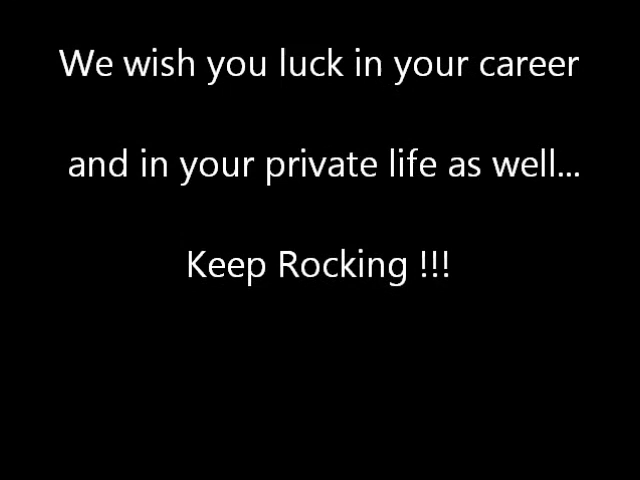 We wish you luck in your career
and in your private life as well...
Keep Rocking !!!